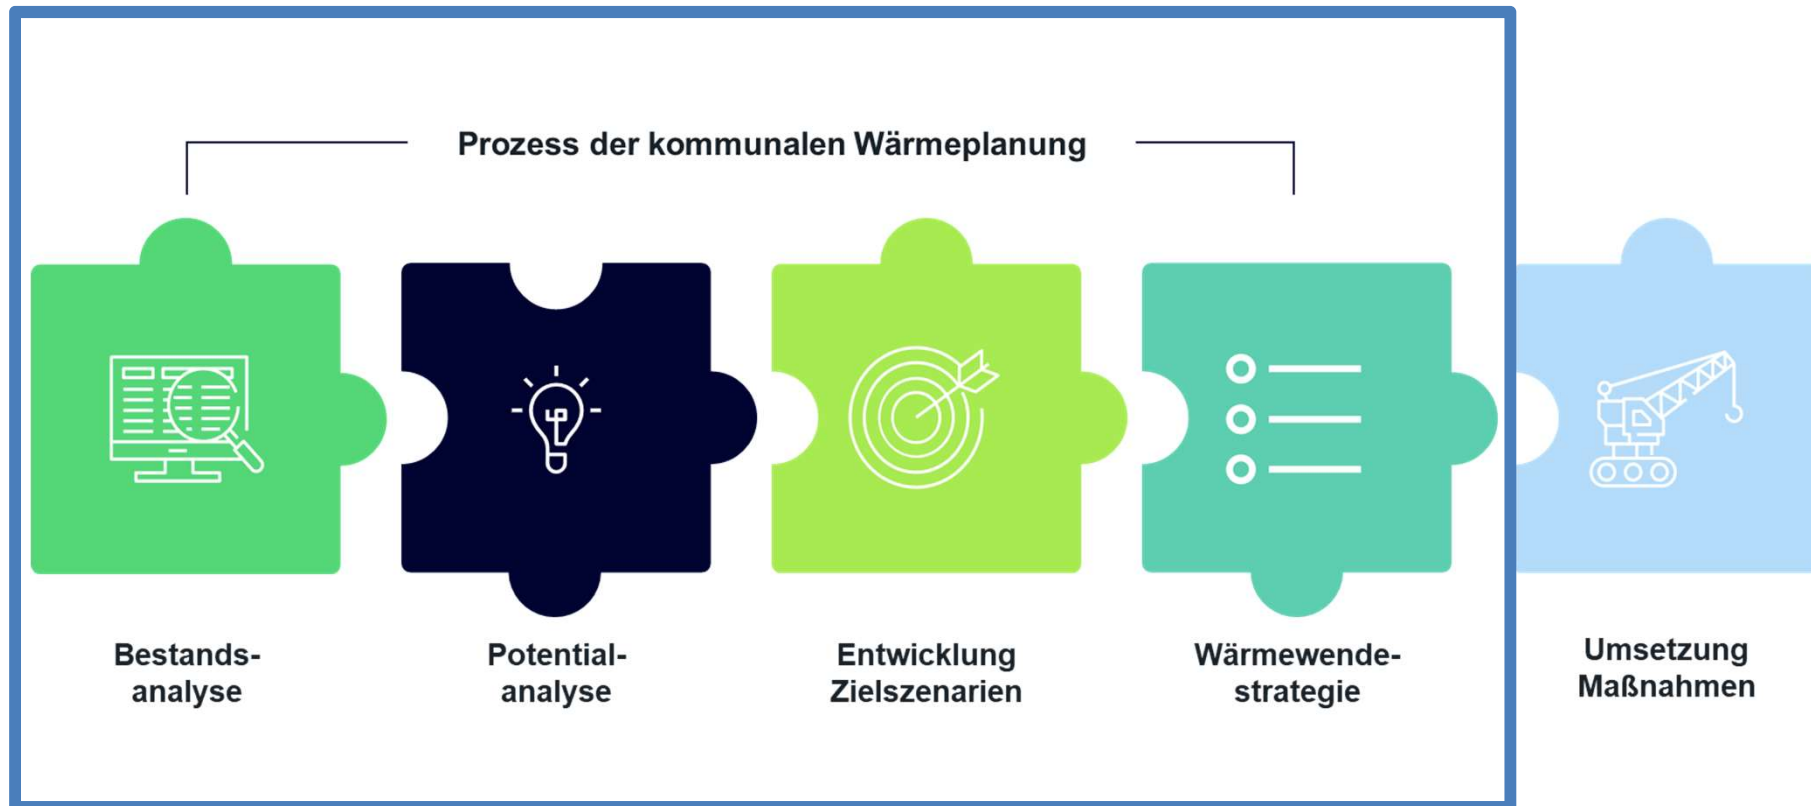 Prozess der kommunalen Wärmeplanung
Bestands-
analyse
Potential-
analyse
Entwicklung
Zielszenarien
Wärmewende-
strategie
Umsetzung
Maßnahmen